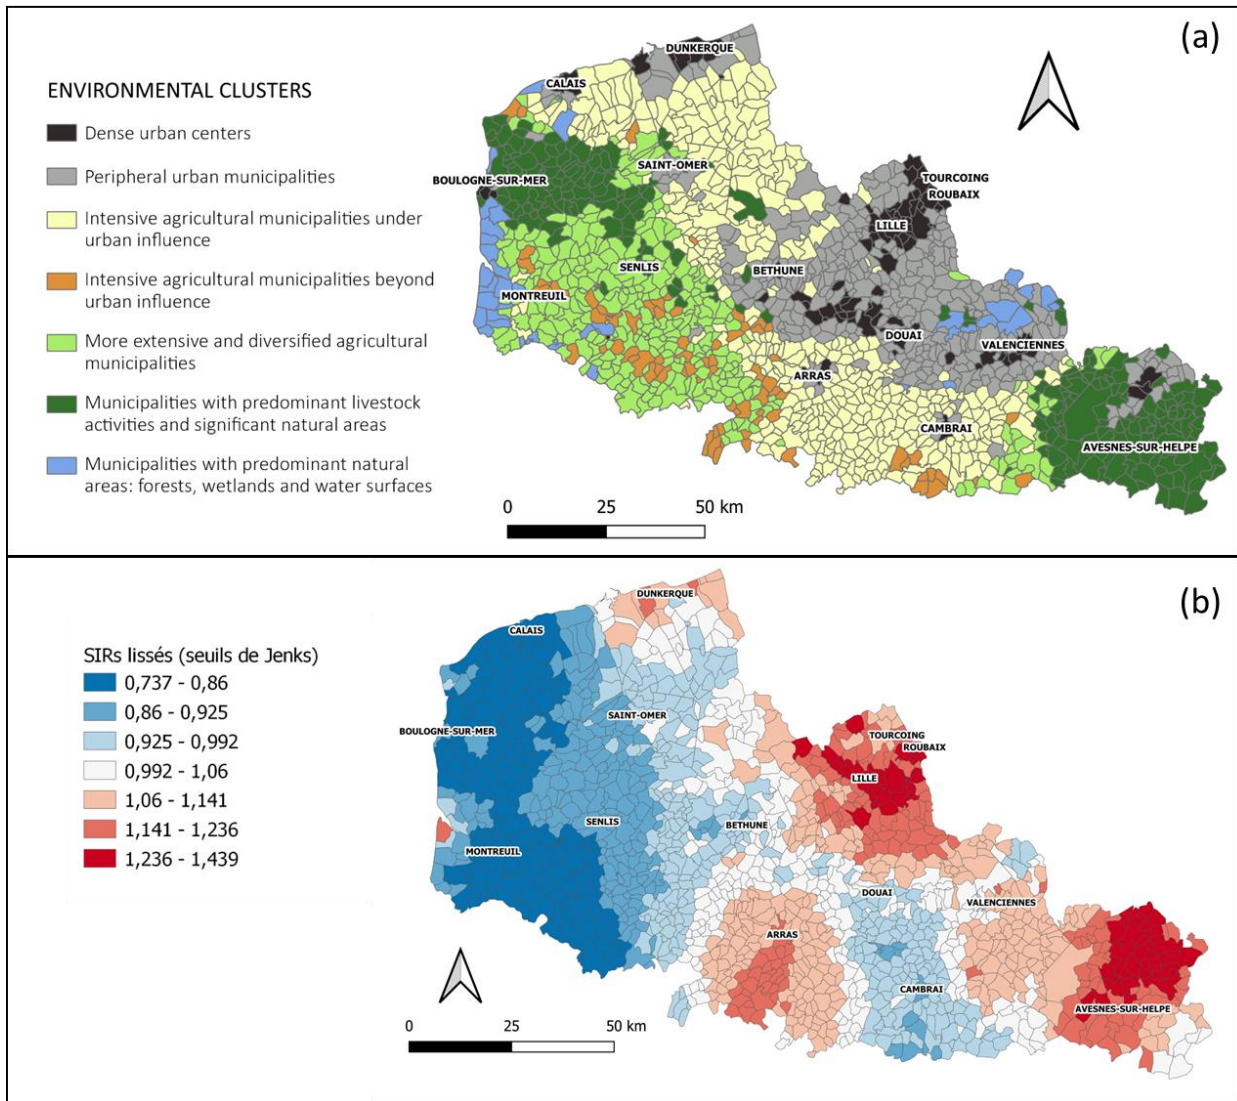 (a)
ENVIRONMENTAL CLUSTERS
Dense urban centers
Peripheral urban municipalities
Intensive agricultural municipalities under
urban influence
Intensive agricultural municipalities beyond
urban influence
More extensive and diversified agricultural
municipalities
Municipalities with predominant livestock
activities and significant natural areas
Municipalities with predominant natural
areas: forests, wetlands and water surfaces
DUNKERQUE
CALAIS
SAINT-OMER
BOULOGNE-SUR-MER
TOURCOING
ROUBAIX
LILLE
SENLIS
BETHUNE
MONTREUIL
DOUAI
VALENCIENNES
ARRAS
CAMBRAI
AVESNES-SUR-HELPE
0 25 50 km
(b)
SIRs lissés (seuils de Jenks)
0,737 - 0,86
0,86 - 0,925
0,925 - 0,992
0,992 - 1,06
1,06 - 1,141
1,141 - 1,236
1,236 - 1,439
DUNKERQUE
CALAIS
SAINT-OMER
BOULOGNE-SUR-MER
TOURCOING
ROUBAIX
LILLE
SENLIS
BETHUNE
MONTREUIL
DOUAI
VALENCIENNES
ARRAS
CAMBRAI
AVESNES-SUR-HELPE
0 25 50 km